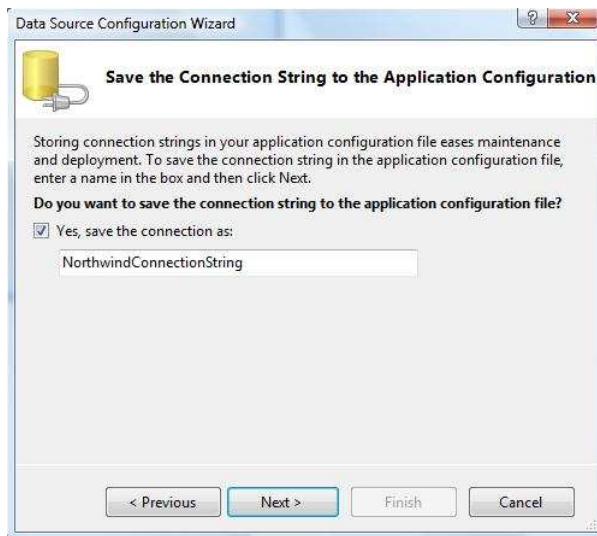 Data Source Configuration Wizard
?
X
Save the Connection String to the Application Configuration
Storing connection strings in your application configuration file eases maintenance
and deployment. To save the connection string in the application configuration file,
enter a name in the box and then click Next.
Do you want to save the connection string to the application configuration file?
Yes, save the connection as:
NorthwindConnectionString
< Previous
Next >
Finish
Cancel